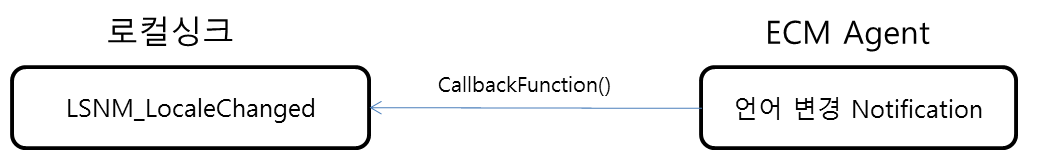 로컬싱크
ECM Agent
LSNM_LocaleChanged
CallbackFunction()
언어 변경 Notification